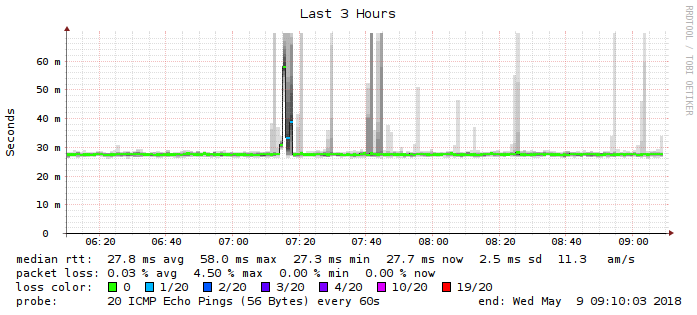 Last 3 Hours
RRDTOOL / TOBI OETIKER
Seconds
60 m
50 m
40 m
30 m
20 m
10 m
0
06:20 06:40 07:00 07:20 07:40 08:00 08:20 08:40 09:00
median rtt: 27.8 ms avg 58.0 ms max 27.3 ms min 27.7 ms now 2.5 ms sd 11.3 am/s
packet loss: 0.03 % avg 4.50 % max 0.00 % min 0.00 % now
loss color: 0 1/20 2/20 3/20 4/20 10/20 19/20
probe: 20 ICMP Echo Pings (56 Bytes) every 60s end: Wed May 9 09:10:03 2018